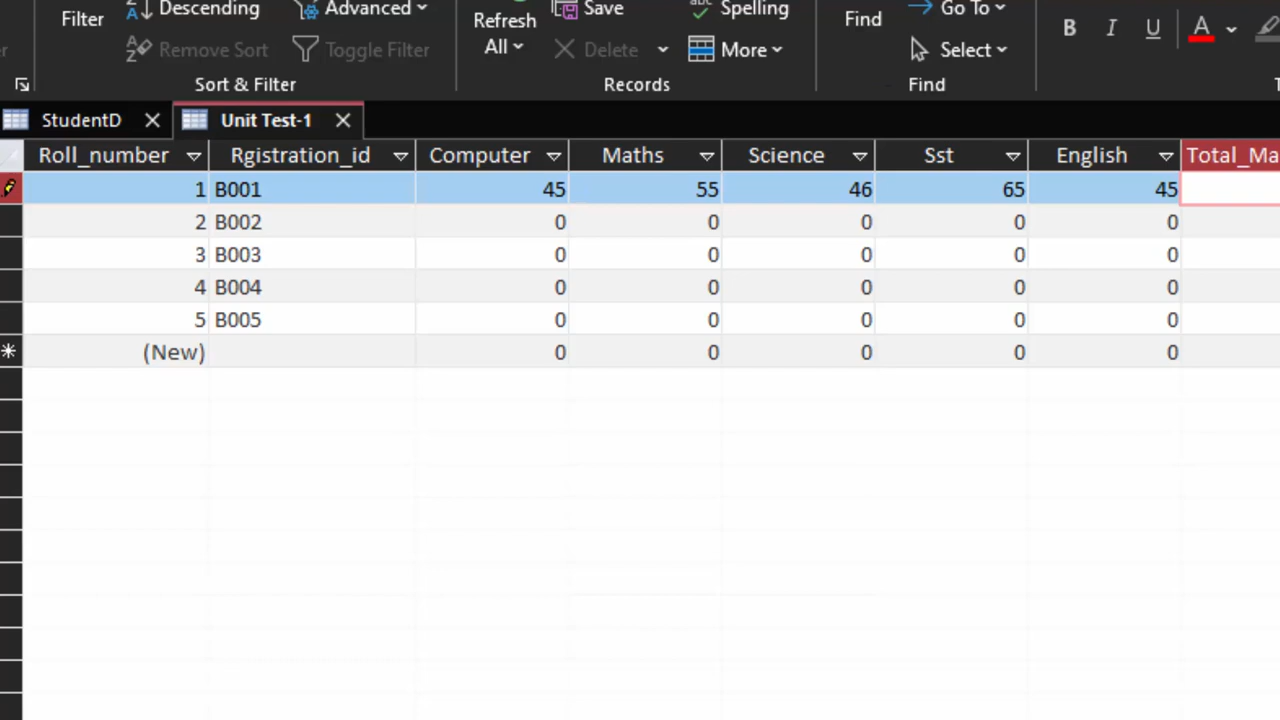 Descending Advanced Save Spelling Go To
Filter Remove Sort Toggle Filter Refresh All Delete More Find Select B I U A
Sort & Filter Records Find
StudentD Unit Test-1
Roll_number Rgistration_id Computer Maths Science Sst English Total_Ma
1 B001 45 55 46 65 45
2 B002 0 0 0 0 0
3 B003 0 0 0 0 0
4 B004 0 0 0 0 0
5 B005 0 0 0 0 0
(New) 0 0 0 0 0